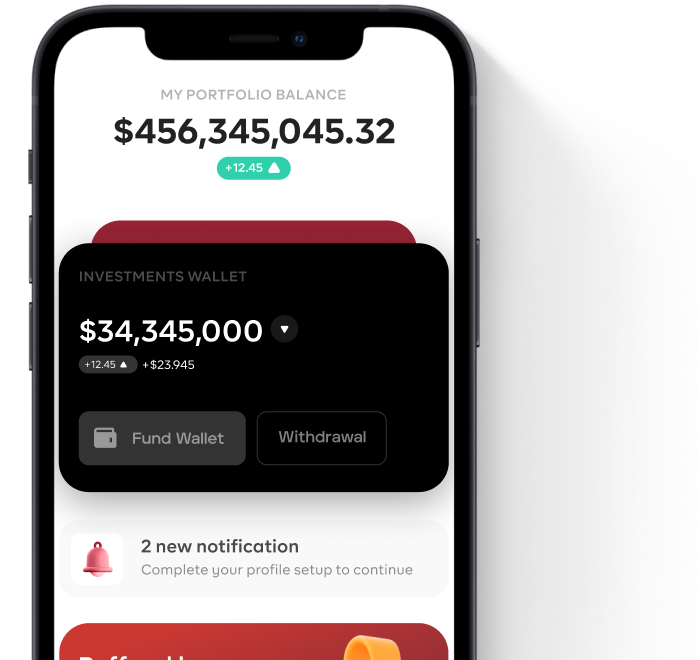 MY PORTFOLIO BALANCE
$456,345,045.32
+12.45
INVESTMENTS WALLET
$34,345,000
+12.45 +$23.945
Fund Wallet Withdrawal
2 new notification
Complete your profile setup to continue